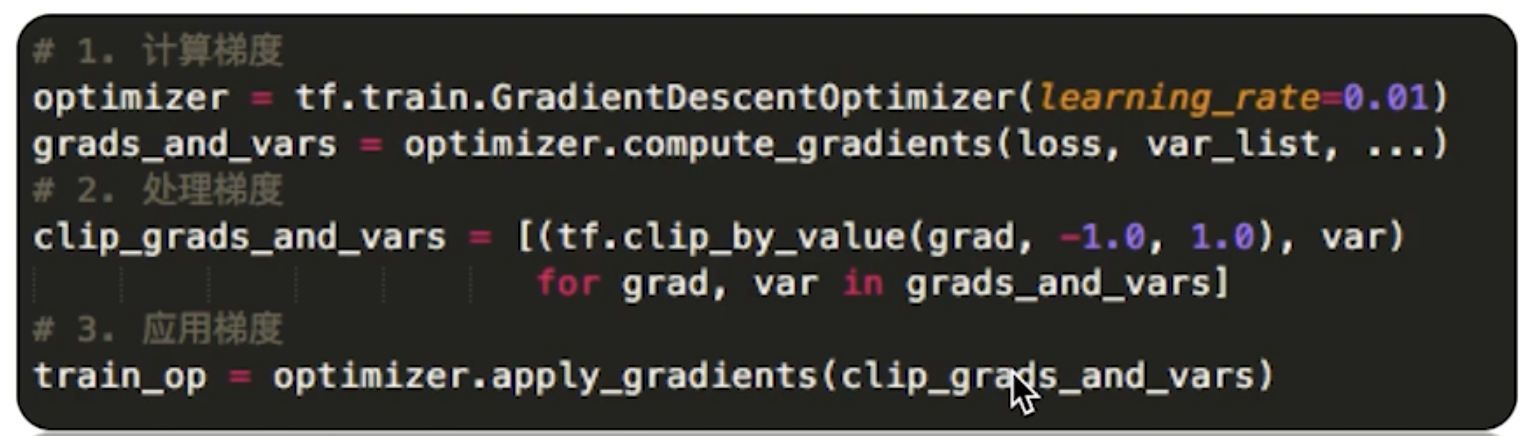 # 1. 计算梯度
optimizer = tf.train.GradientDescentOptimizer(learning_rate=0.01)
grads_and_vars = optimizer.compute_gradients(loss, var_list, ...)
# 2. 处理梯度
clip_grads_and_vars = [(tf.clip_by_value(grad, -1.0, 1.0), var)
                       for grad, var in grads_and_vars]
# 3. 应用梯度
train_op = optimizer.apply_gradients(clip_grads_and_vars)